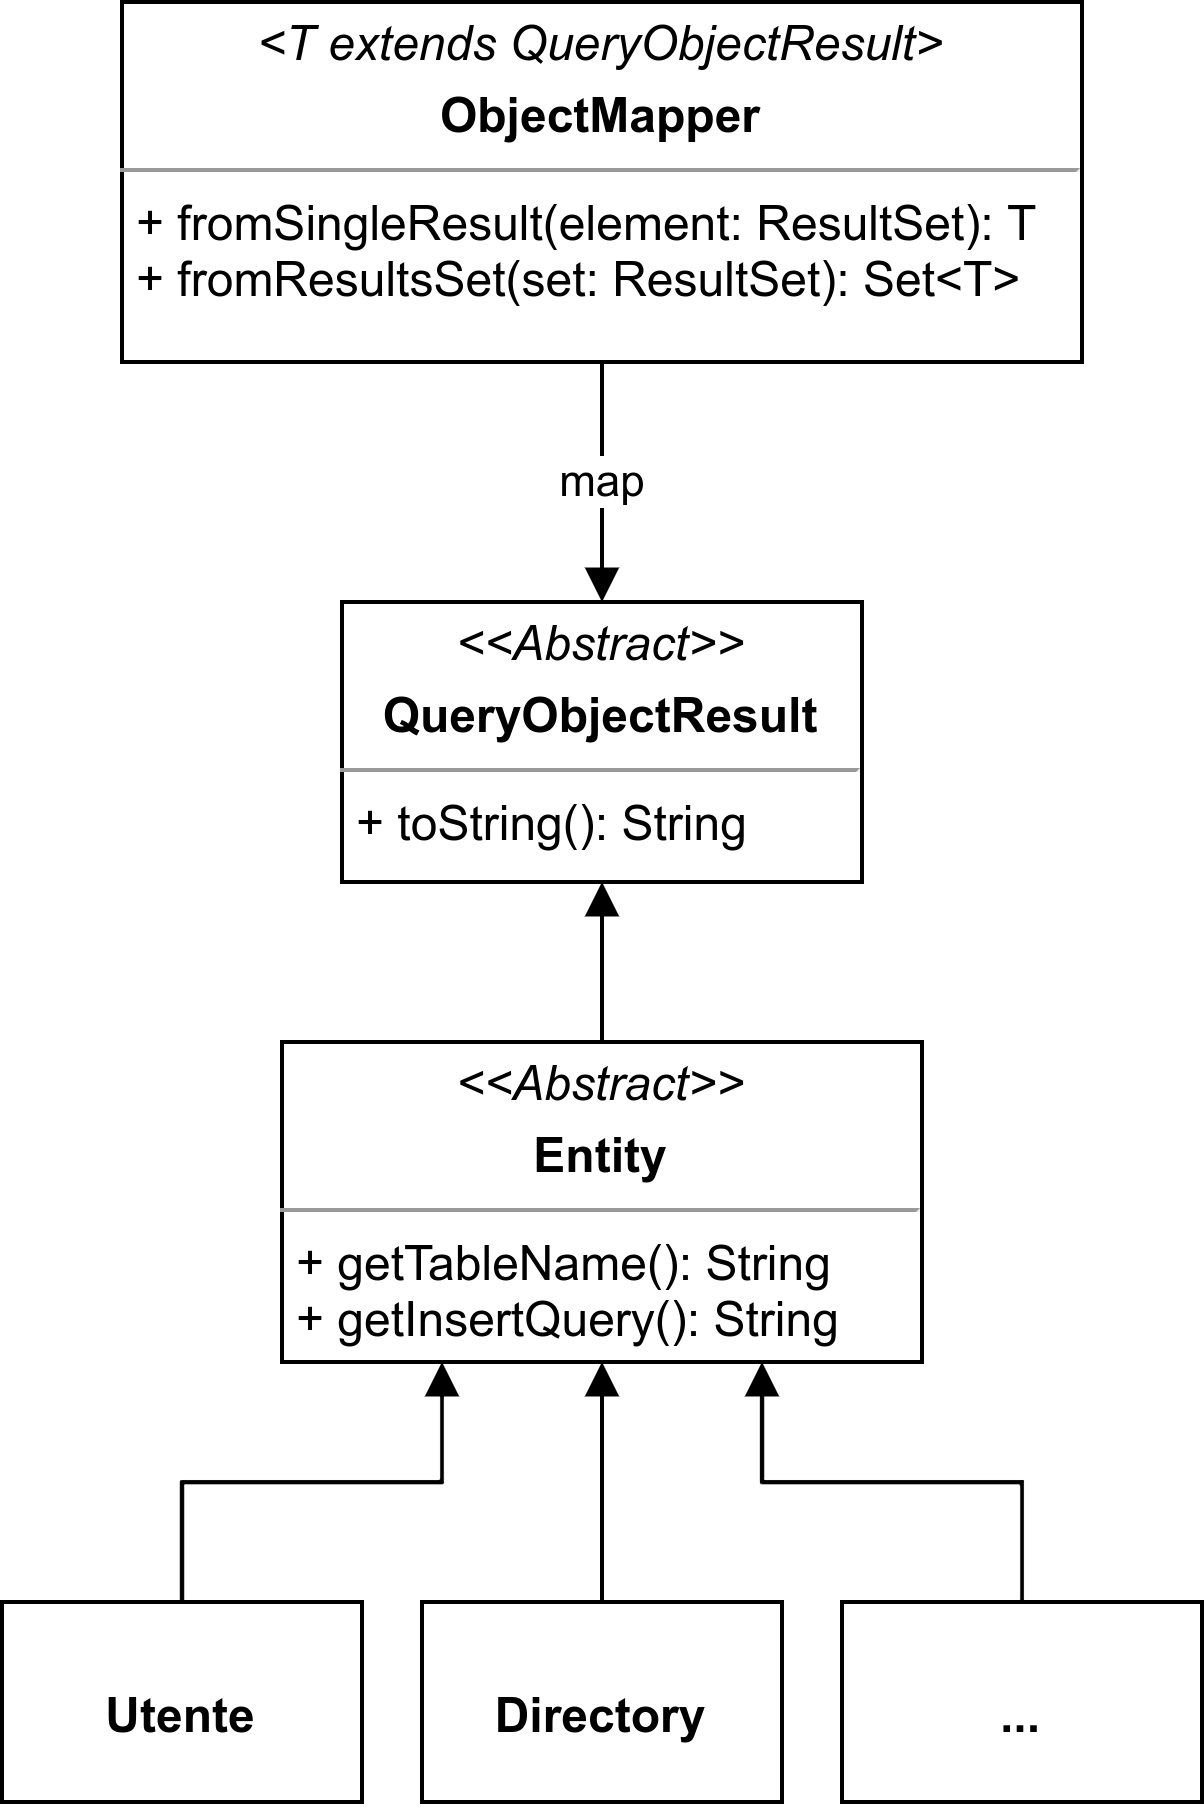 <T extends QueryObjectResult>
ObjectMapper
+ fromSingleResult(element: ResultSet): T
+ fromResultsSet(set: ResultSet): Set<T>
map
<<Abstract>>
QueryObjectResult
+ toString(): String
<<Abstract>>
Entity
+ getTableName(): String
+ getInsertQuery(): String
Utente
Directory
...